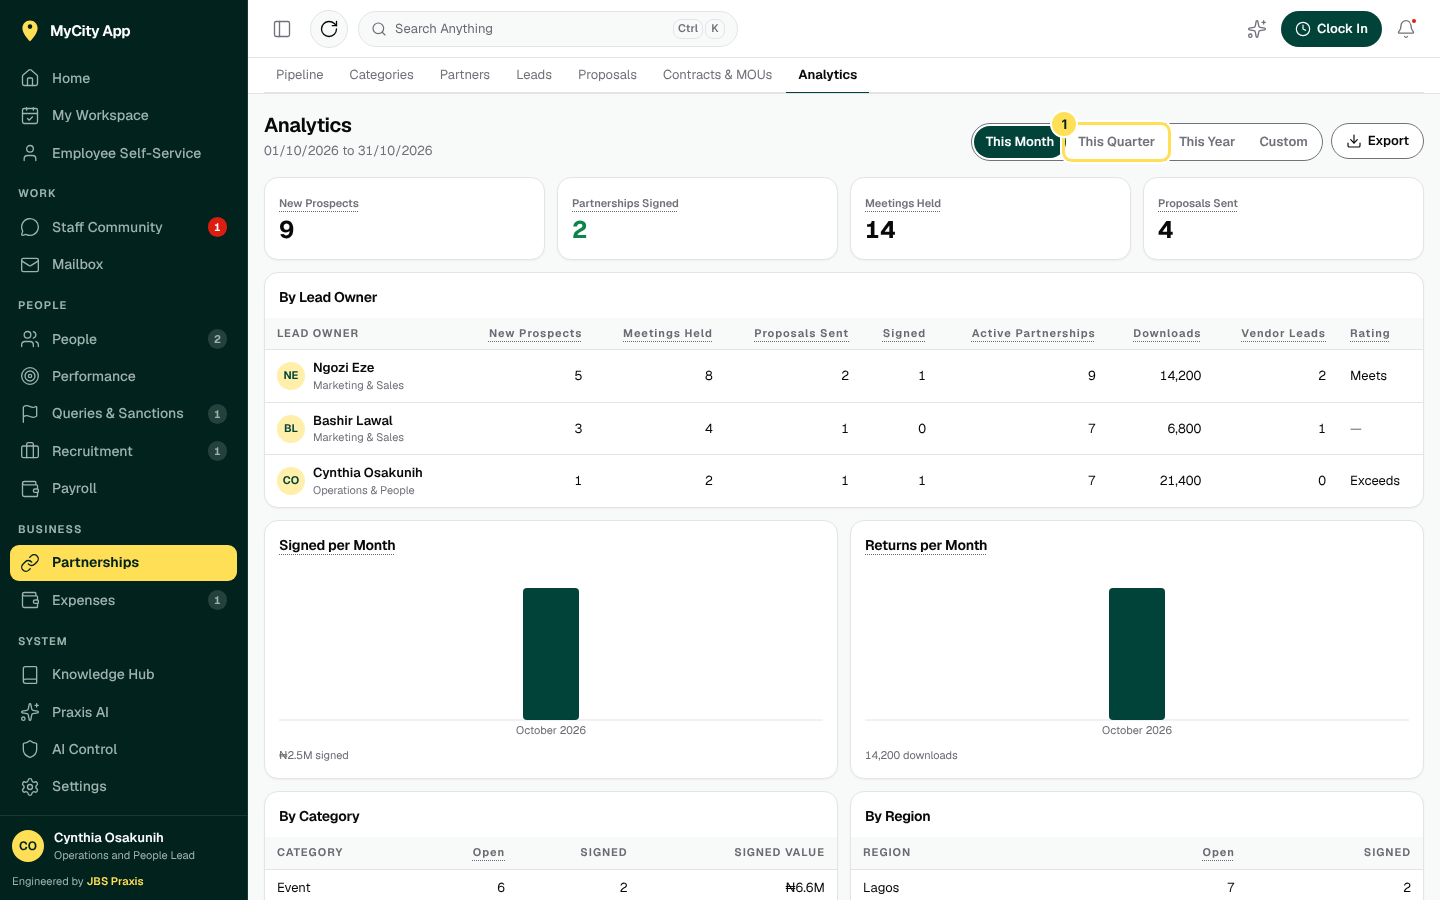 MyCity App
Home
My Workspace
Employee Self-Service
WORK
Staff Community 1
Mailbox
PEOPLE
People 2
Performance
Queries & Sanctions 1
Recruitment 1
Payroll
BUSINESS
Partnerships
Expenses 1
SYSTEM
Knowledge Hub
Praxis AI
AI Control
Settings
CO Cynthia Osakunih
Operations and People Lead
Engineered by JBS Praxis
Search Anything Ctrl K
Clock In
Pipeline Categories Partners Leads Proposals Contracts & MOUs Analytics
Analytics
01/10/2026 to 31/10/2026
1
This Month This Quarter This Year Custom Export
New Prospects Partnerships Signed Meetings Held Proposals Sent
9 2 14 4
By Lead Owner
LEAD OWNER New Prospects Meetings Held Proposals Sent Signed Active Partnerships Downloads Vendor Leads Rating
NE Ngozi Eze 5 8 2 1 9 14,200 2 Meets
Marketing & Sales
BL Bashir Lawal 3 4 1 0 7 6,800 1 —
Marketing & Sales
CO Cynthia Osakunih 1 2 1 1 7 21,400 0 Exceeds
Operations & People
Signed per Month
October 2026
₦2.5M signed
Returns per Month
October 2026
14,200 downloads
By Category
CATEGORY Open SIGNED SIGNED VALUE
Event 6 2 ₦6.6M
By Region
REGION Open SIGNED
Lagos 7 2